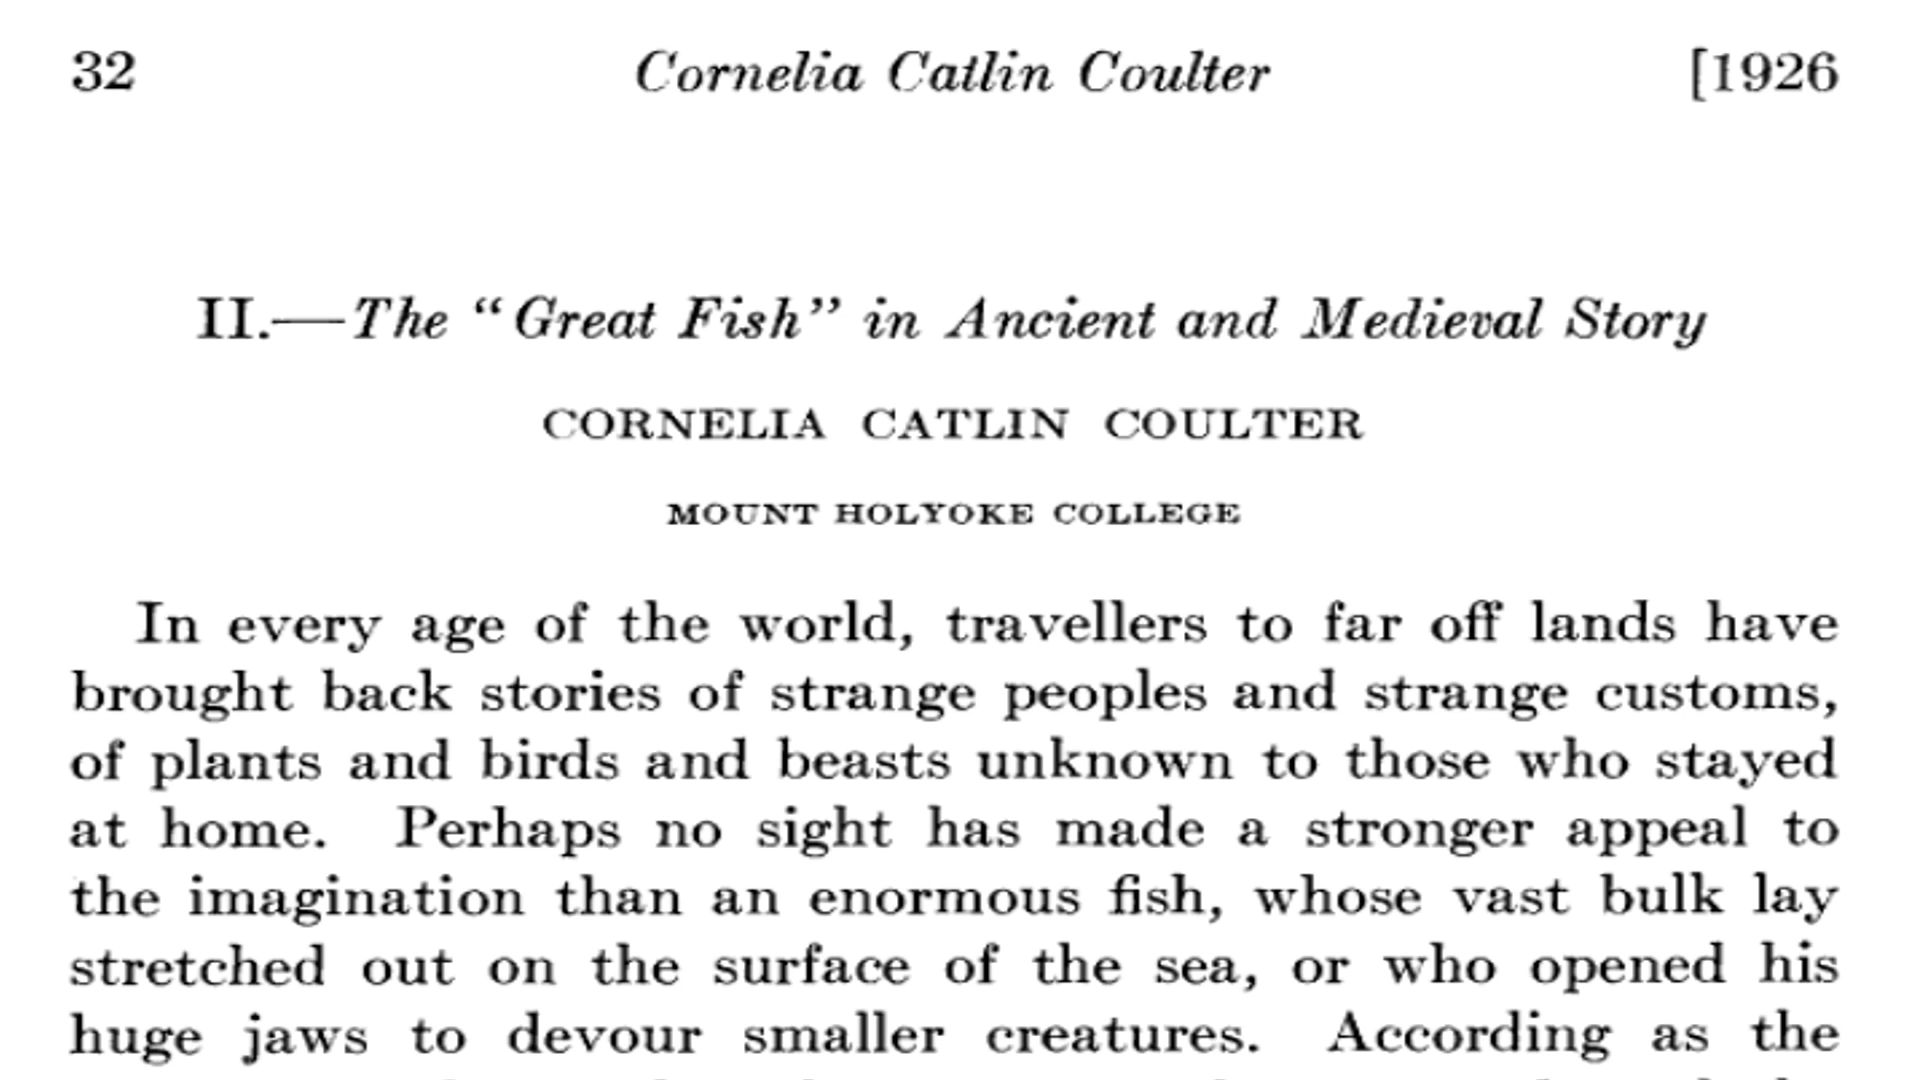 32 Cornelia Catlin Coulter [1926
II.—The “Great Fish” in Ancient and Medieval Story
CORNELIA CATLIN COULTER
MOUNT HOLYOKE COLLEGE
In every age of the world, travellers to far off lands have
brought back stories of strange peoples and strange customs,
of plants and birds and beasts unknown to those who stayed
at home. Perhaps no sight has made a stronger appeal to
the imagination than an enormous fish, whose vast bulk lay
stretched out on the surface of the sea, or who opened his
huge jaws to devour smaller creatures. According as the